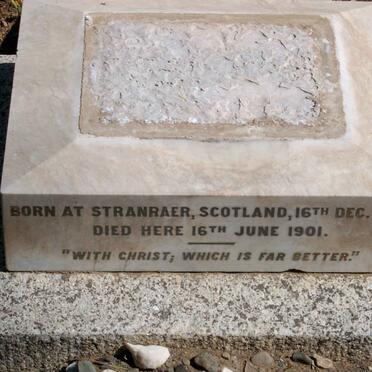 BORN AT STRANRAER, SCOTLAND, 16TH DEC.
DIED HERE 16TH JUNE 1901.
"WITH CHRIST; WHICH IS FAR BETTER."